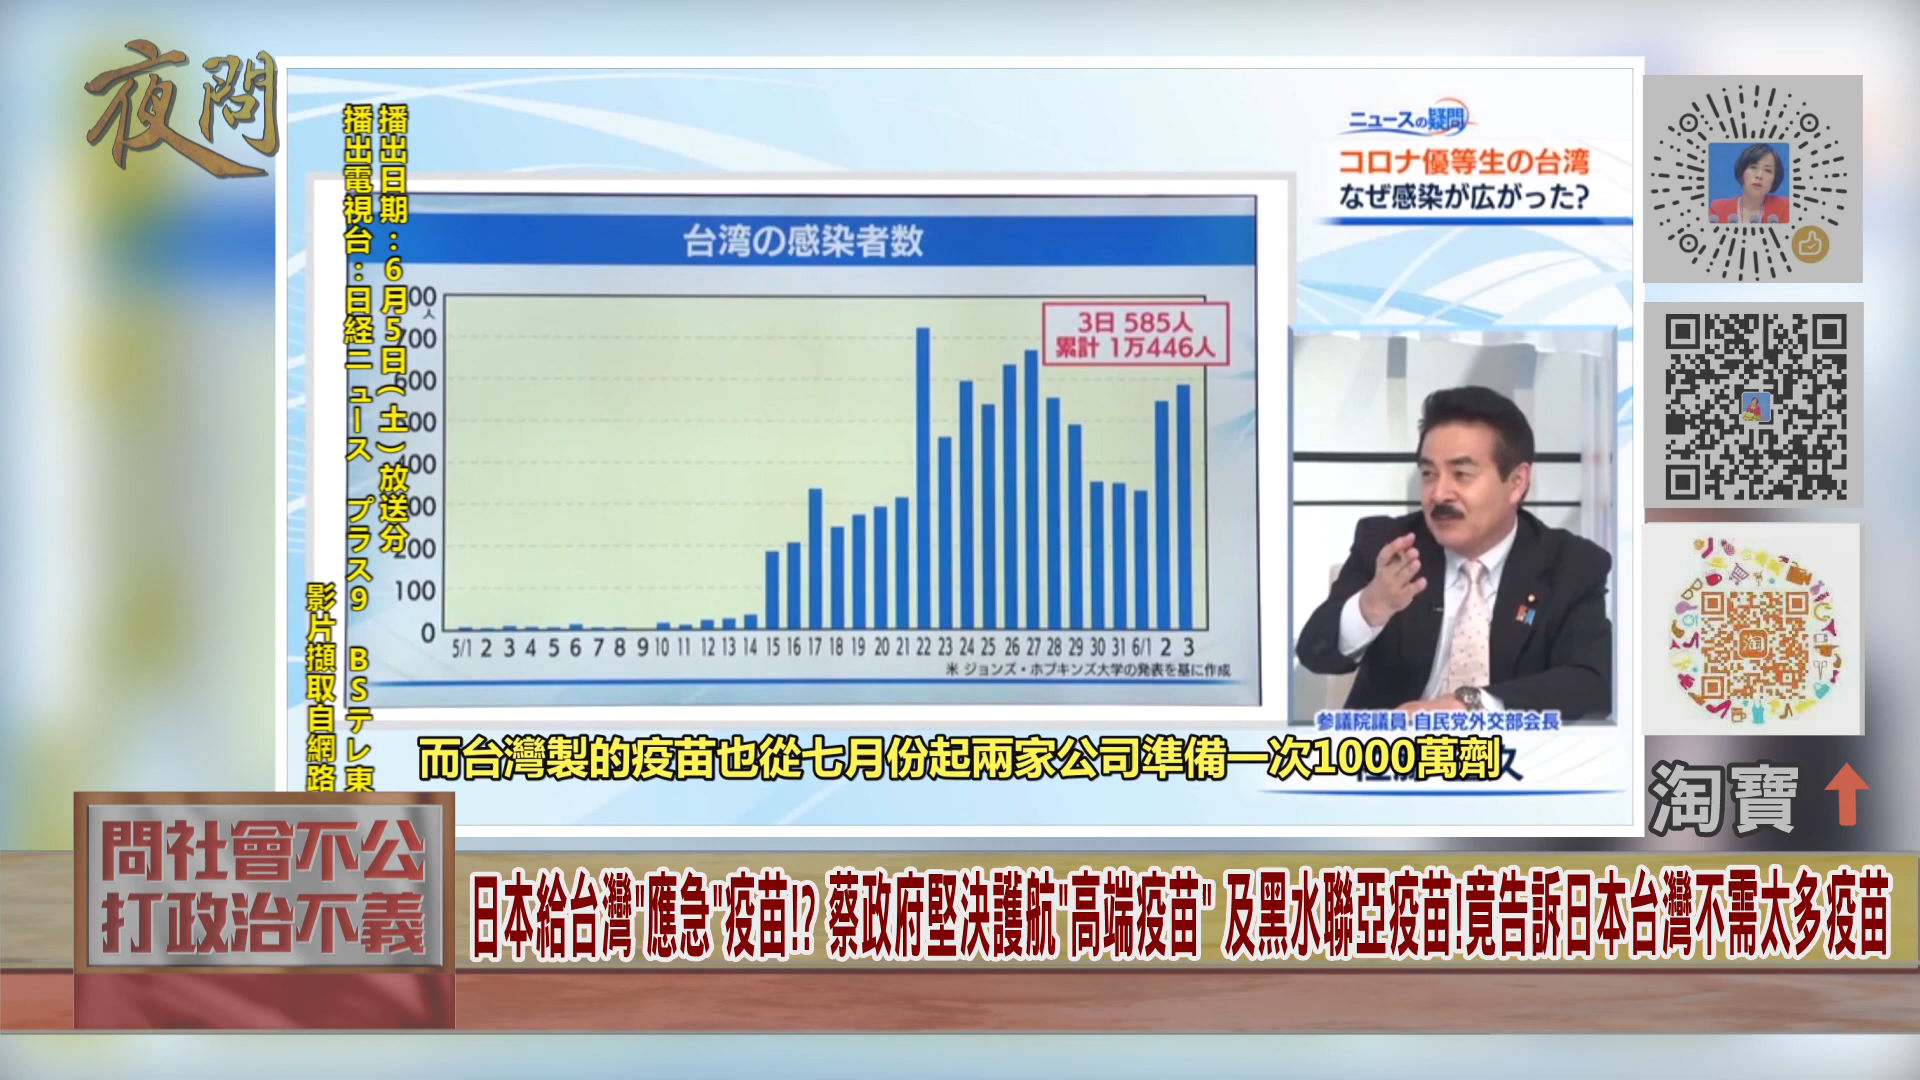 夜問
播出日期：6月5日(土)放送分
播出電視台：日経ニュース プラス9 BSテレ東
影片擷取自網路
ニュースの疑問
コロナ優等生の台湾
なぜ感染が広がった?
台湾の感染者数
人
3日 585人
累計 1万446人
700
600
500
400
300
200
100
0
5/1 2 3 4 5 6 7 8 9 10 11 12 13 14 15 16 17 18 19 20 21 22 23 24 25 26 27 28 29 30 31 6/1 2 3
米 ジョンズ・ホプキンズ大学の発表を基に作成
参議院議員 自民党外交部会長
而台灣製的疫苗也從七月份起兩家公司準備一次1000萬劑
淘
淘寶
問社會不公
打政治不義
日本給台灣"應急"疫苗!? 蔡政府堅決護航"高端疫苗" 及黑水聯亞疫苗!竟告訴日本台灣不需太多疫苗